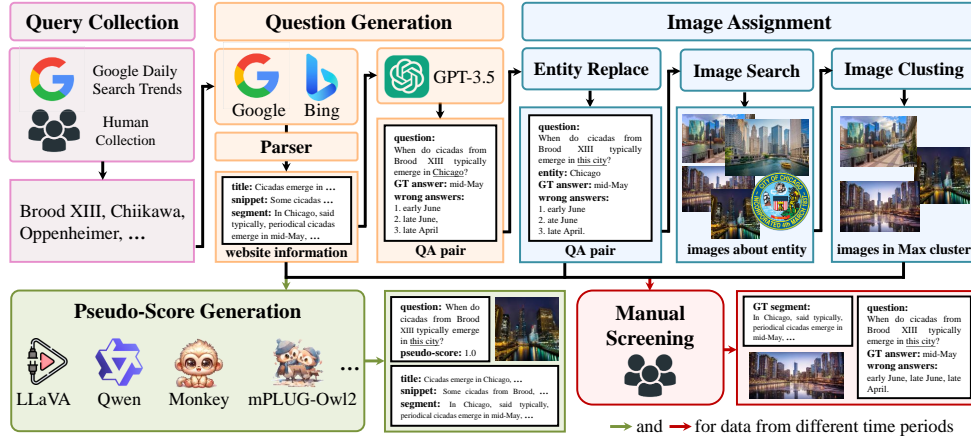 Query Collection
Google Daily
Search Trends
Human
Collection
Brood XIII, Chiikawa,
Oppenheimer, ...
Question Generation
Google
Bing
Parser
title: Cicadas emerge in ...
snippet: Some cicadas ...
segment: In Chicago, said
typically, periodical cicadas
emerge in mid-May, ...
website information
GPT-3.5
question:
When do cicadas from
Brood XIII typically
emerge in Chicago?
GT answer: mid-May
wrong answers:
1. early June
2. late June,
3. late April.
QA pair
Image Assignment
Entity Replace
question:
When do cicadas from
Brood XIII typically
emerge in this city?
entity: Chicago
GT answer: mid-May
wrong answers:
1. early June
2. ate June
3. late April.
QA pair
Image Search
CITY OF CHICAGO
INCORPORATED 4th MARCH 1837
images about entity
Image Clusting
images in Max cluster
Pseudo-Score Generation
LLaVA
Qwen
Monkey
mPLUG-Owl2
...
question: When do
cicadas from Brood
XIII typically emerge
in this city?
pseudo-score: 1.0
title: Cicadas emerge in Chicago, ...
snippet: Some cicadas from Brood, ...
segment: In Chicago, said typically,
periodical cicadas emerge in mid-May, ...
Manual
Screening
GT segment:
In Chicago, said typically,
periodical cicadas emerge in
mid-May, ...
question:
When do cicadas from
Brood XIII typically
emerge in this city?
GT answer: mid-May
wrong answers:
early June, late June, late
April.
and for data from different time periods